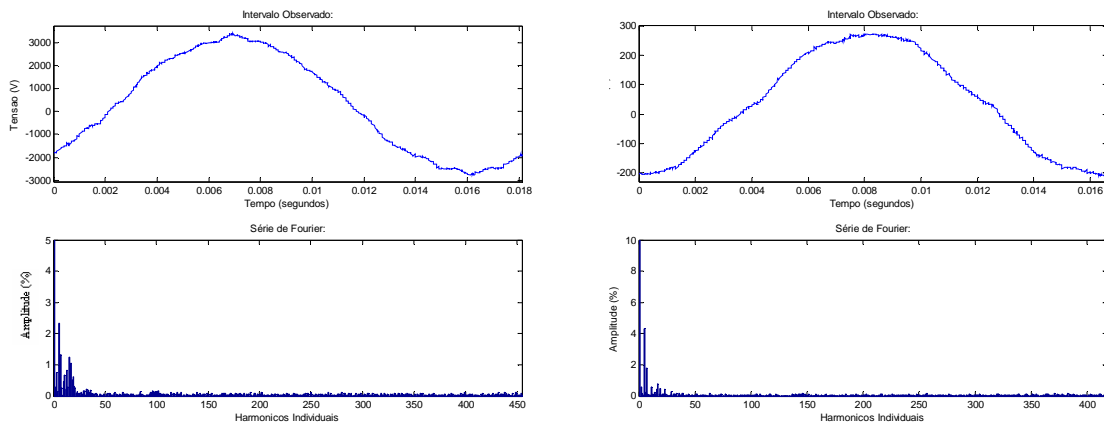 Intervalo Observado:
Tensao (V)
3000
2000
1000
0
-1000
-2000
-3000
0 0.002 0.004 0.006 0.008 0.01 0.012 0.014 0.016 0.018
Tempo (segundos)
Intervalo Observado:
300
200
100
0
-100
-200
0 0.002 0.004 0.006 0.008 0.01 0.012 0.014 0.016
Tempo (segundos)
Série de Fourier:
Amplitude (%)
5
4
3
2
1
0
0 50 100 150 200 250 300 350 400 450
Harmonicos Individuais
Série de Fourier:
Amplitude (%)
10
8
6
4
2
0
0 50 100 150 200 250 300 350 400
Harmonicos Individuais